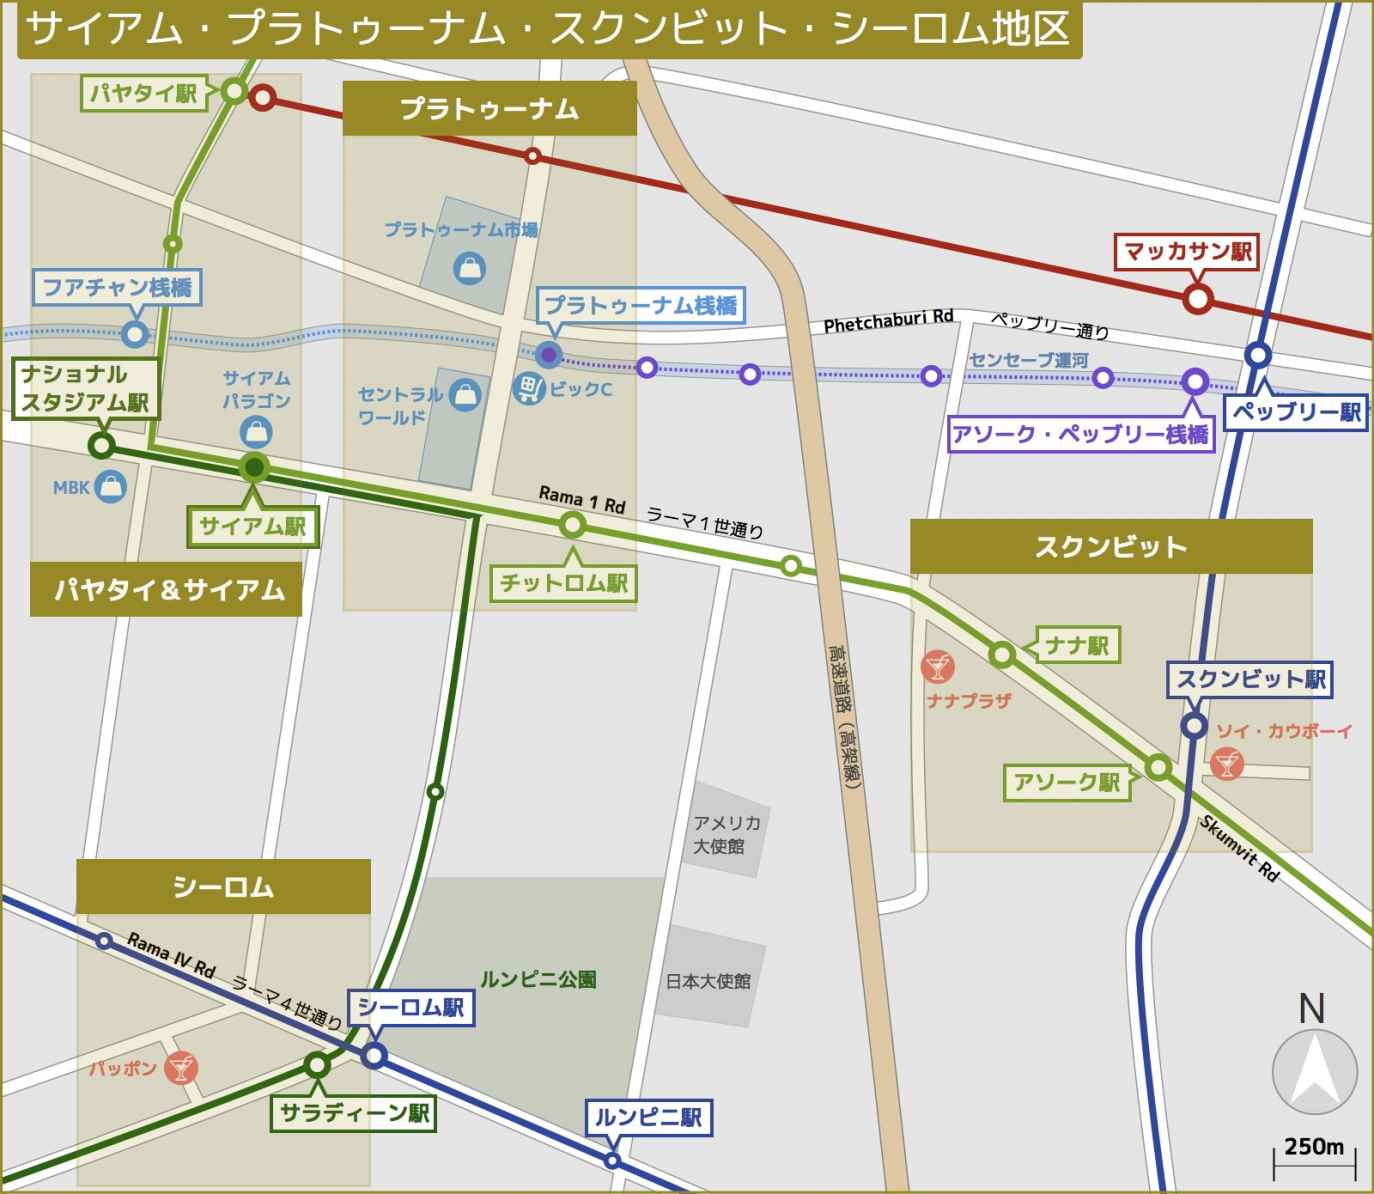 サイアム・プラトゥーナム・スクンビット・シーロム地区
パヤタイ駅
プラトゥーナム
プラトゥーナム市場
マッカサン駅
フアチャン桟橋
プラトゥーナム桟橋
Phetchaburi Rd
ペッブリー通り
センセーブ運河
ナショナル
スタジアム駅
サイアム
パラゴン
セントラル
ワールド
ビックC
アソーク・ペッブリー桟橋
ペッブリー駅
MBK
サイアム駅
Rama 1 Rd
ラーマ１世通り
チットロム駅
パヤタイ＆サイアム
スクンビット
ナナ駅
ナナプラザ
スクンビット駅
ソイ・カウボーイ
アソーク駅
Skumvit Rd
高速道路（高架線）
アメリカ
大使館
日本大使館
シーロム
Rama IV Rd
ラーマ４世通り
シーロム駅
ルンピニ公園
パッポン
サラディーン駅
ルンピニ駅
N
250m